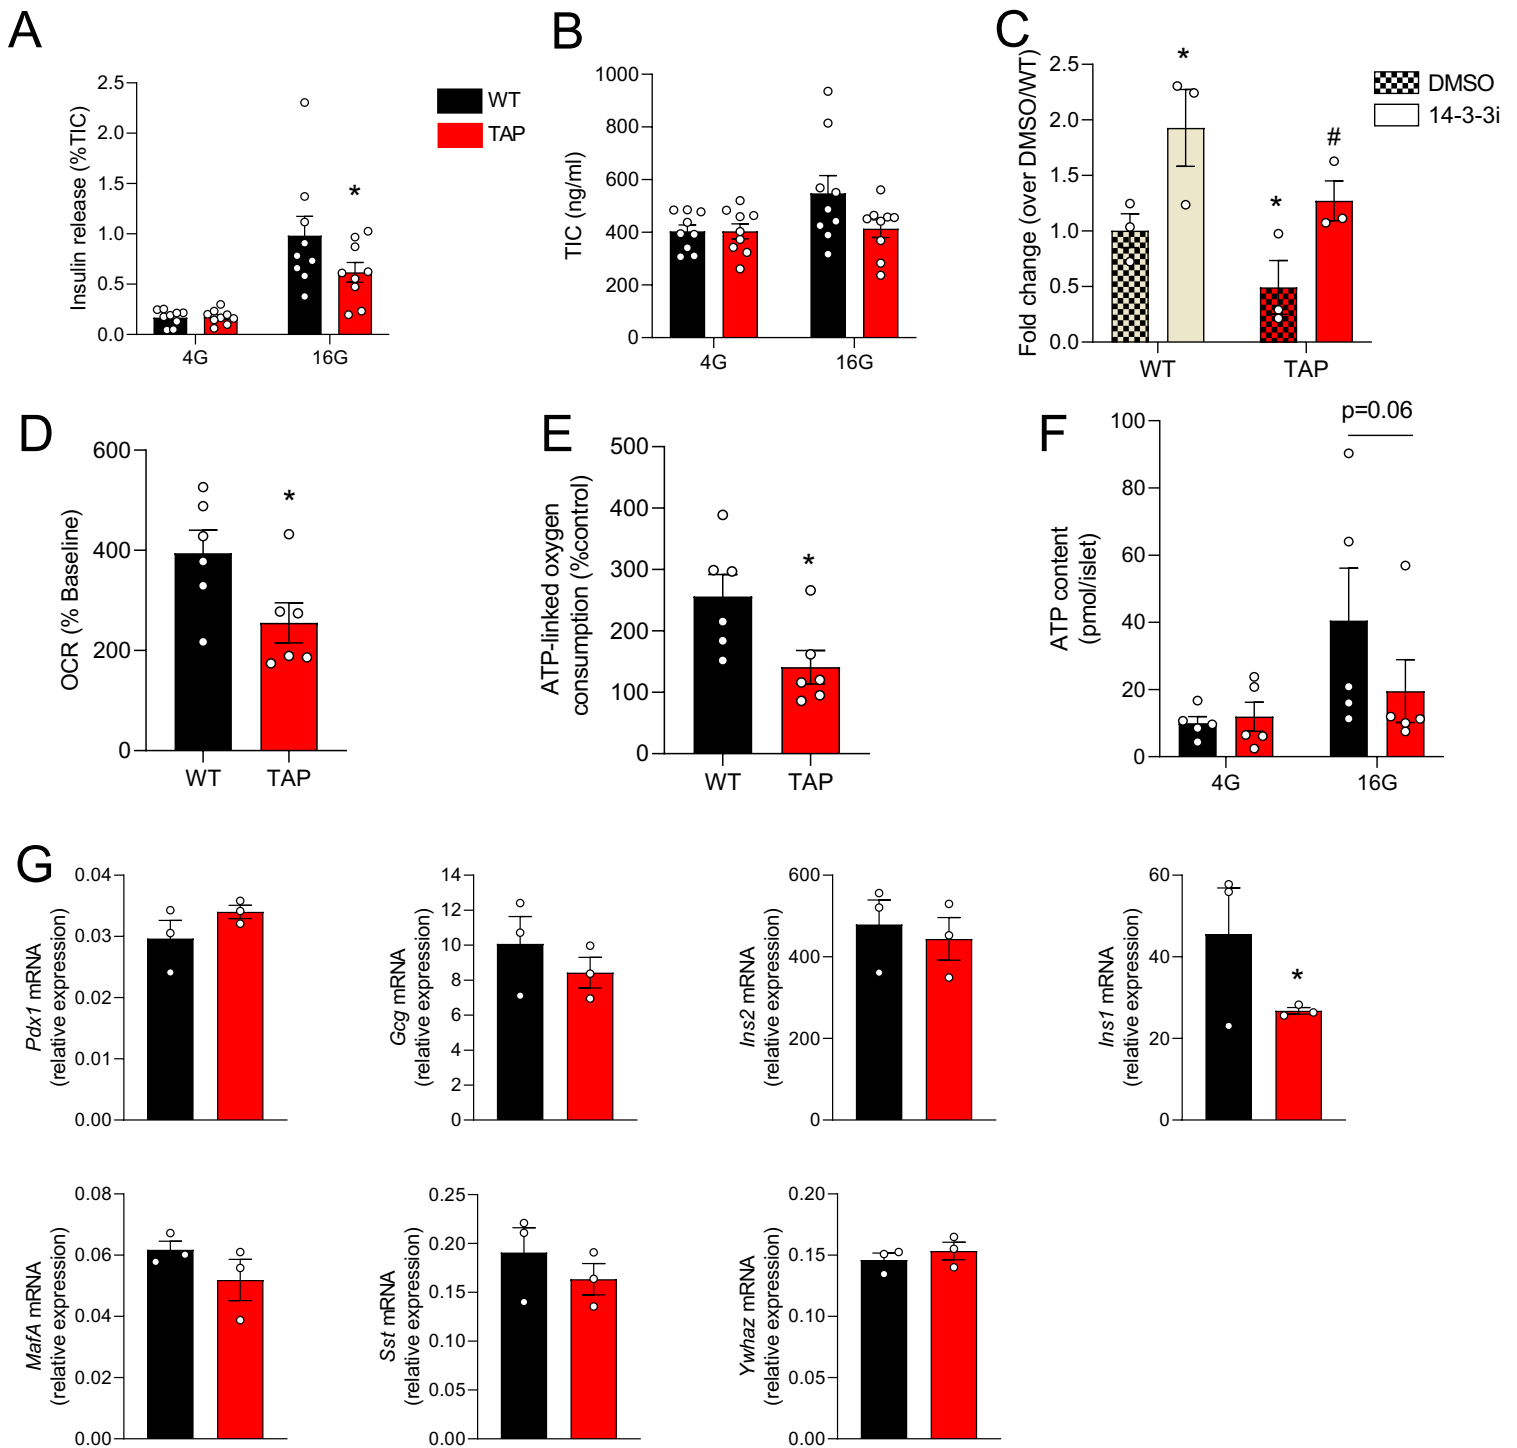 A
Insulin release (%TIC)
2.5
2.0
1.5
1.0
0.5
0.0
*
4G
16G
WT
TAP
B
TIC (ng/ml)
1000
800
600
400
200
0
4G
16G
C
Fold change (over DMSO/WT)
2.5
2.0
1.5
1.0
0.5
0.0
*
*
#
WT
TAP
DMSO
14-3-3i
D
OCR (% Baseline)
600
400
200
0
*
WT
TAP
E
ATP-linked oxygen
consumption (%control)
500
400
300
200
100
0
*
WT
TAP
F
ATP content
(pmol/islet)
100
80
60
40
20
0
p=0.06
4G
16G
G
Pdx1 mRNA
(relative expression)
0.04
0.03
0.02
0.01
0.00
Gcg mRNA
(relative expression)
14
12
10
8
6
4
2
0
Ins2 mRNA
(relative expression)
600
400
200
0
Ins1 mRNA
(relative expression)
60
40
20
0
*
MafA mRNA
(relative expression)
0.08
0.06
0.04
0.02
0.00
Sst mRNA
(relative expression)
0.25
0.20
0.15
0.10
0.05
0.00
Ywhaz mRNA
(relative expression)
0.20
0.15
0.10
0.05
0.00